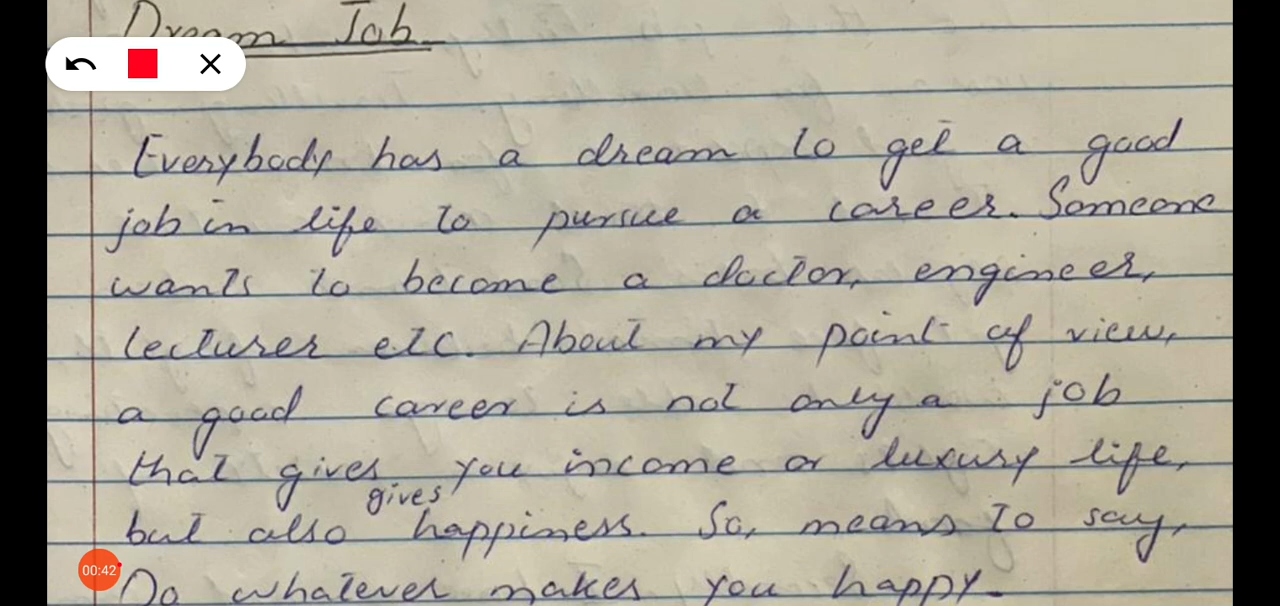 Dream Job
Everybody has a dream to get a good
job in life to pursue a career. Someone
wants to become a doctor, engineer,
lecturer etc. About my point of view,
a good career is not only a job
that gives you income or luxury life,
gives
but also happiness. So, means to say,
00:42
Do whatever makes you happy.